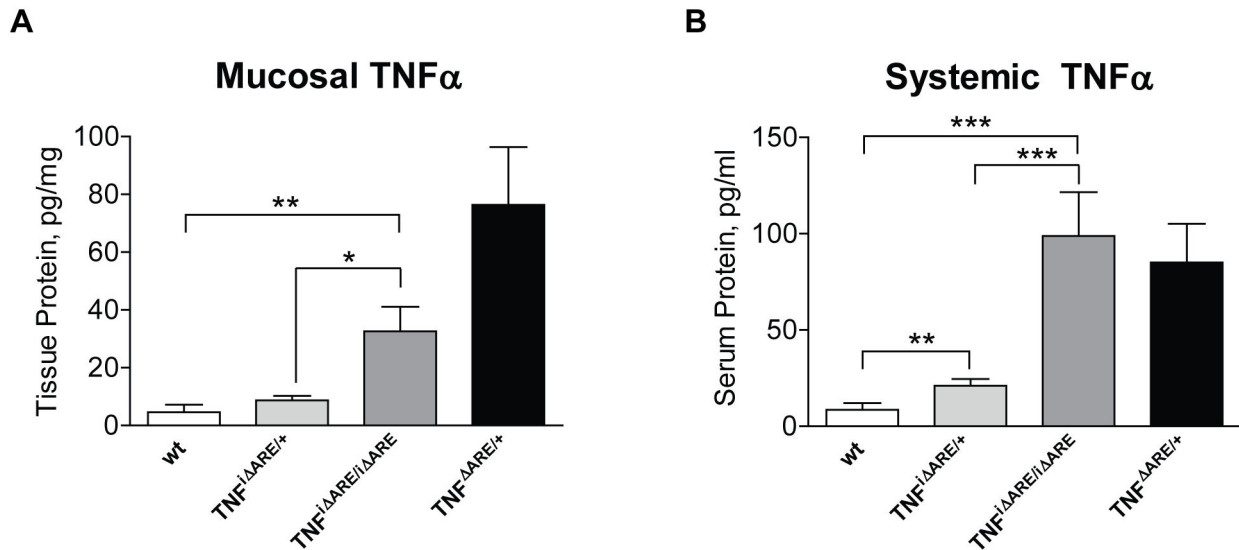 A
Mucosal TNFα
Tissue Protein, pg/mg
100
80
60
40
20
0
**
*
wt
TNF^iΔARE/+
TNF^iΔARE/iΔARE
TNF^ΔARE/+
B
Systemic TNFα
Serum Protein, pg/ml
150
100
50
0
***
***
**
wt
TNF^iΔARE/+
TNF^iΔARE/iΔARE
TNF^ΔARE/+